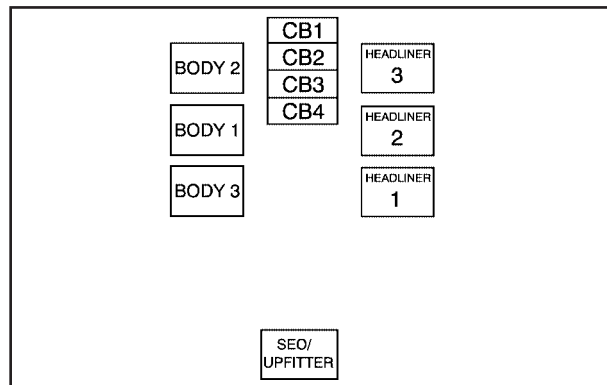 CB1
BODY 2
CB2
HEADLINER
3
CB3
CB4
BODY 1
HEADLINER
2
BODY 3
HEADLINER
1
SEO/
UPFITTER